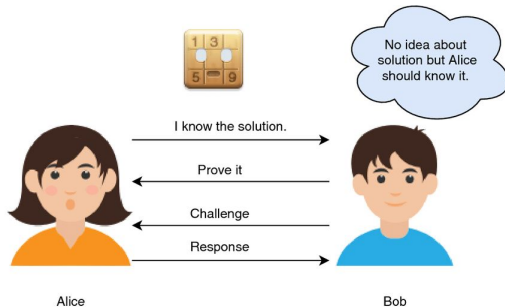 1 3
5 9
No idea about
solution but Alice
should know it.
I know the solution.
Prove it
Challenge
Response
Alice
Bob